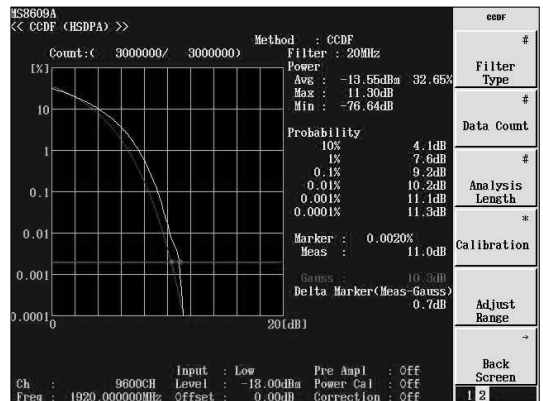 MS8609A
<< CCDF (HSDPA) >>
Method : CCDF
Count:( 3000000/ 3000000)
Filter : 20MHz
Power
Avg : -13.55dBm 32.65%
Max : 11.30dB
Min : -76.64dB
Probability
10% 4.1dB
1% 7.6dB
0.1% 9.2dB
0.01% 10.2dB
0.001% 11.1dB
0.0001% 11.3dB
Marker : 0.0020%
Meas : 11.0dB
Gauss : 10.3dB
Delta Marker(Meas-Gauss)
0.7dB
[%]
10
1
0.1
0.01
0.001
0.0001
0
20[dB]
Input : Low Pre Ampl : Off
Ch : 9600CH Level : -18.00dBm Power Cal : Off
Freq : 1920.000000MHz Offset : 0.00dB Correction : Off
CCDF
#
Filter
Type
#
Data Count
#
Analysis
Length
*
Calibration
Adjust
Range
→
Back
Screen
1 2